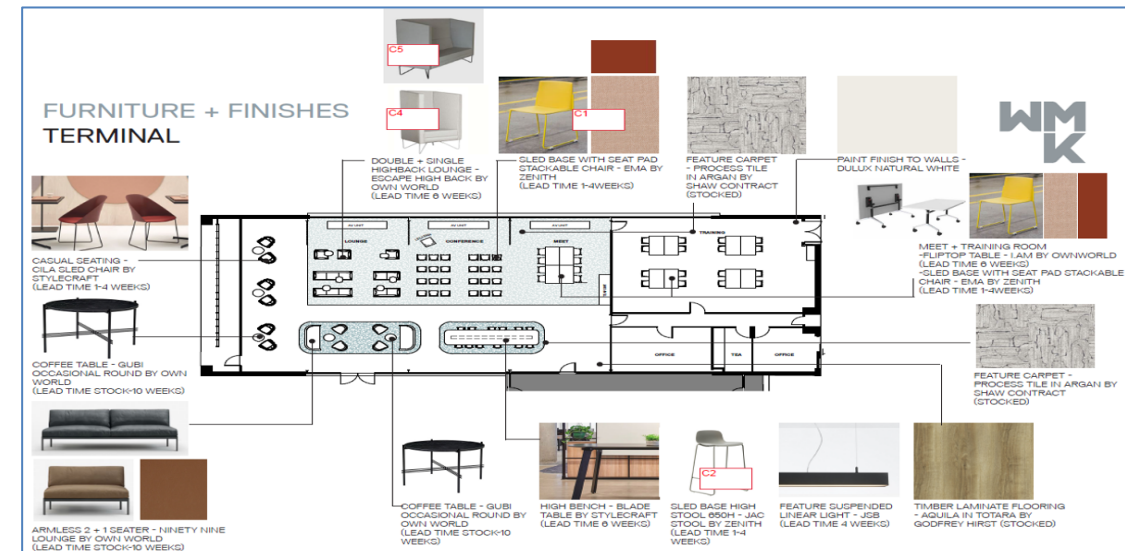 FURNITURE + FINISHES
TERMINAL
C5
C4
C1
WMK
DOUBLE + SINGLE
HIGHBACK LOUNGE -
ESCAPE HIGH BACK BY
OWN WORLD
(LEAD TIME 6 WEEKS)
SLED BASE WITH SEAT PAD
STACKABLE CHAIR - EMA BY
ZENITH
(LEAD TIME 1-4WEEKS)
FEATURE CARPET
- PROCESS TILE IN
ARGAN BY
SHAW CONTRACT
(STOCKED)
PAINT FINISH TO WALLS -
DULUX NATURAL WHITE
MEET + TRAINING ROOM
-FLIPTOP TABLE - I.AM BY OWNWORLD
(LEAD TIME 6 WEEKS)
-SLED BASE WITH SEAT PAD STACKABLE
CHAIR - EMA BY ZENITH
(LEAD TIME 1-4WEEKS)
CASUAL SEATING -
CILA SLED CHAIR BY
STYLECRAFT
(LEAD TIME 1-4 WEEKS)
LOUNGE
CONFERENCE
MEET
TRAINING
OFFICE
TEA
OFFICE
COFFEE TABLE - GUBI
OCCASIONAL ROUND BY OWN
WORLD
(LEAD TIME STOCK-10 WEEKS)
FEATURE CARPET -
PROCESS TILE IN ARGAN BY
SHAW CONTRACT
(STOCKED)
ARMLESS 2 + 1 SEATER - NINETY NINE
LOUNGE BY OWN WORLD
(LEAD TIME STOCK-10 WEEKS)
COFFEE TABLE - GUBI
OCCASIONAL ROUND BY
OWN WORLD
(LEAD TIME STOCK-10
WEEKS)
HIGH BENCH - BLADE
TABLE BY STYLECRAFT
(LEAD TIME 6 WEEKS)
C2
SLED BASE HIGH
STOOL 650H - JAC
STOOL BY ZENITH
(LEAD TIME 1-4
WEEKS)
FEATURE SUSPENDED
LINEAR LIGHT - JSB
(LEAD TIME 4 WEEKS)
TIMBER LAMINATE FLOORING
- AQUILA IN TOTARA BY
GODFREY HIRST (STOCKED)